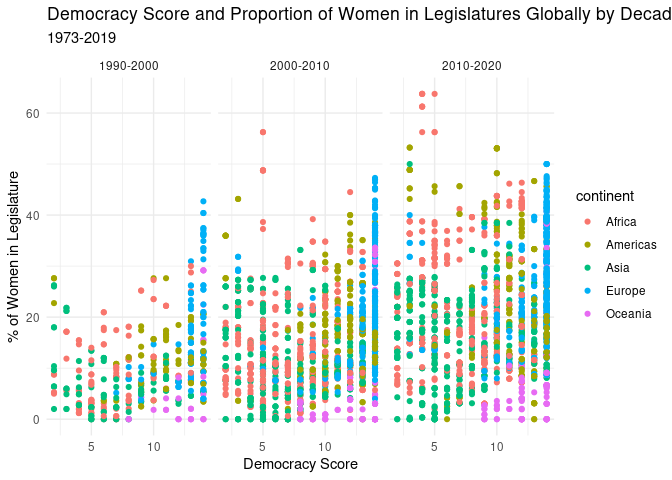 Democracy Score and Proportion of Women in Legislatures Globally by Decad
1973-2019
1990-2000 2000-2010 2010-2020
% of Women in Legislature
60
40
20
0
5 10 5 10 5 10
Democracy Score
continent
Africa
Americas
Asia
Europe
Oceania